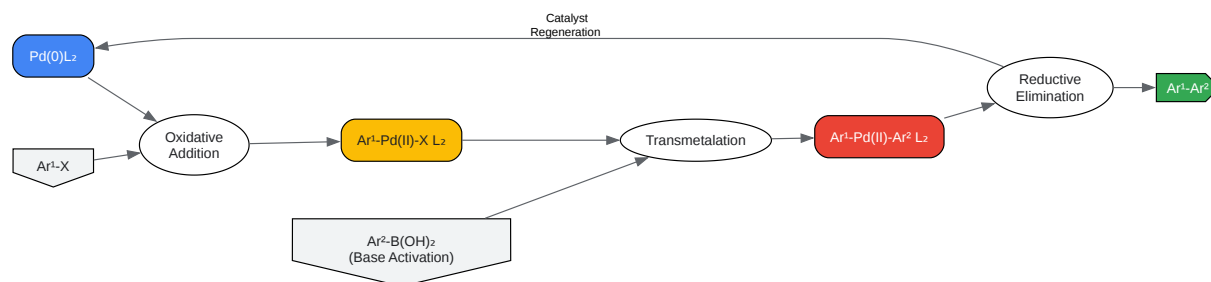 Catalyst
Regeneration
Pd(0)L₂
Reductive
Elimination
Ar¹-Ar²
Oxidative
Addition
Ar¹-Pd(II)-X L₂
Transmetalation
Ar¹-Pd(II)-Ar² L₂
Ar¹-X
Ar²-B(OH)₂
(Base Activation)